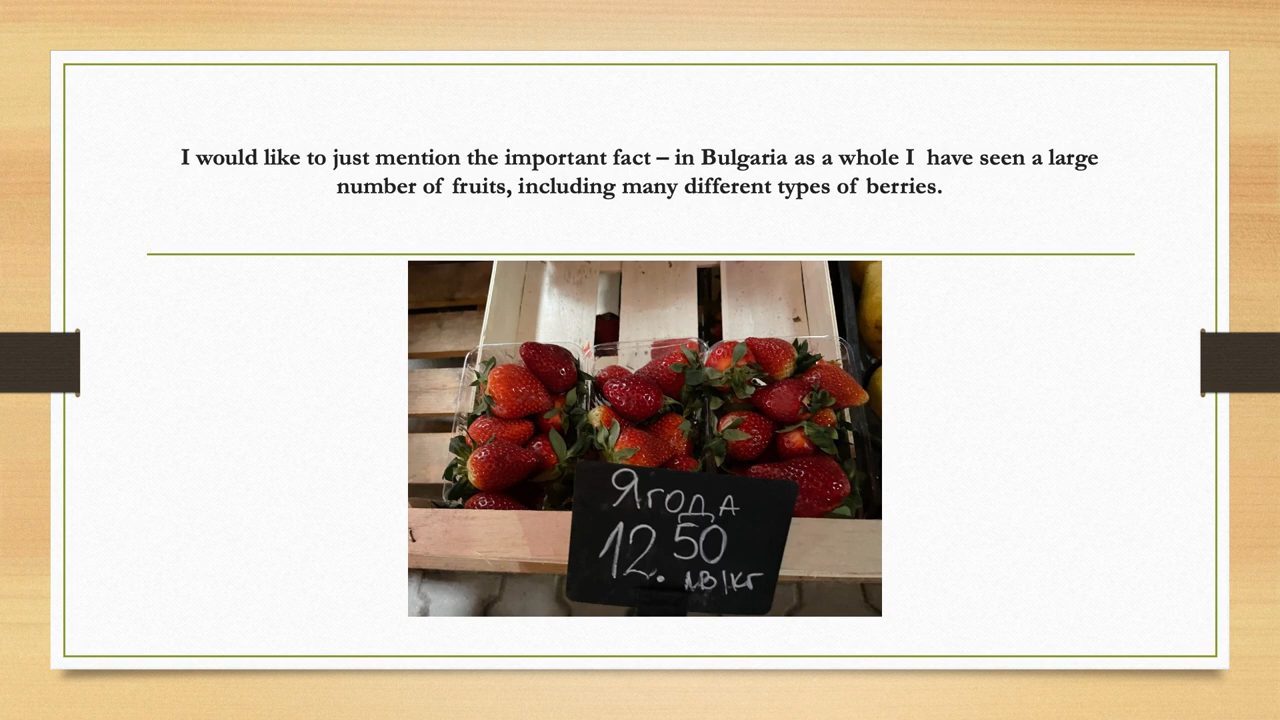 I would like to just mention the important fact – in Bulgaria as a whole I  have seen a large
number of fruits, including many different types of berries.
Ягода
12.50
лв/кг